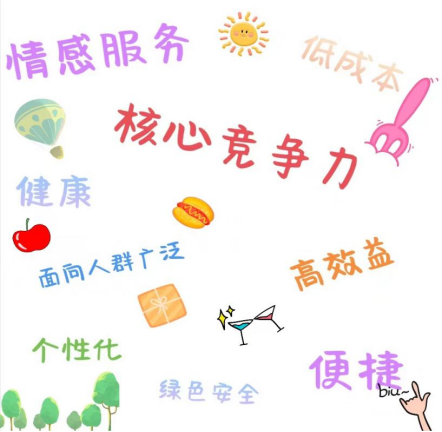 情感服务
低成本
核心竞争力
健康
面向人群广泛
高效益
个性化
便捷
绿色安全
biu~